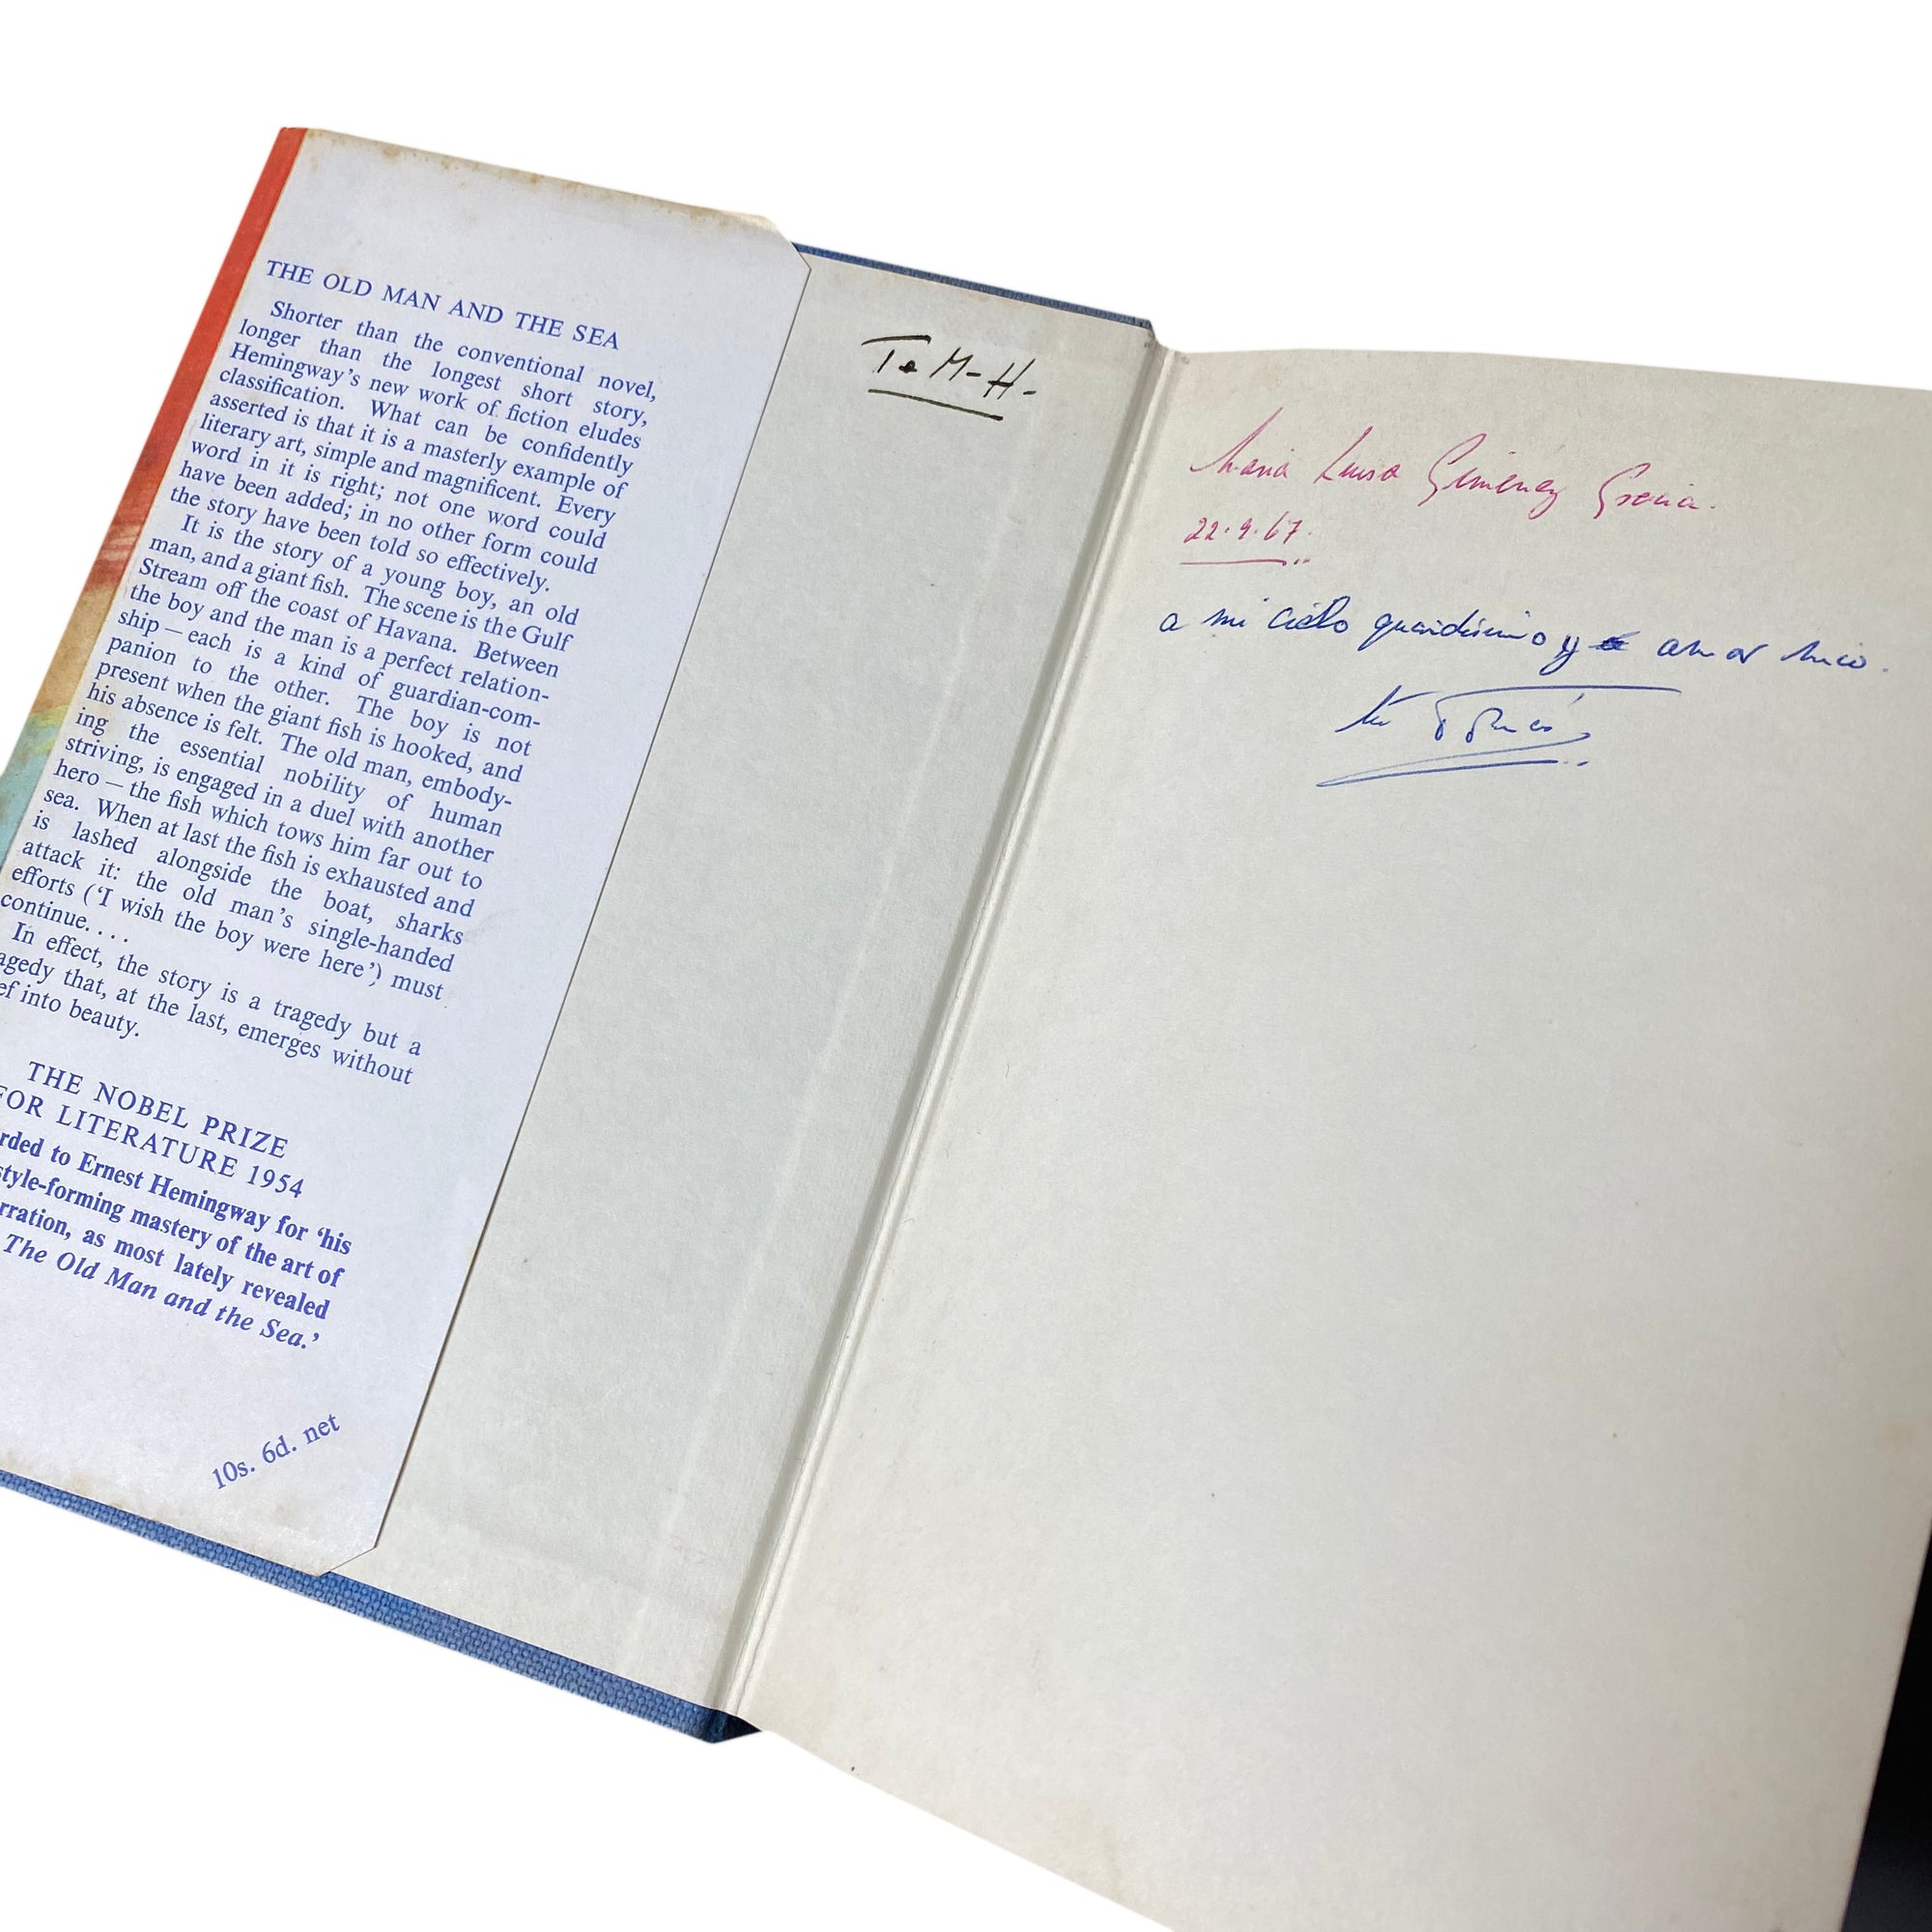 THE OLD MAN AND THE SEA
Shorter than the conventional novel,
longer than the longest short story,
Hemingway's new work of fiction eludes
classification. What can be confidently
asserted is that it is a masterly example of
literary art, simple and magnificent. Every
word in it is right; not one word could
have been added; in no other form could
the story have been told so effectively.
It is the story of a young boy, an old
man, and a giant fish. The scene is the Gulf
Stream off the coast of Havana. Between
the boy and the man is a perfect relation-
ship – each is a kind of guardian-com-
panion to the other. The boy is not
present when the giant fish is hooked, and
his absence is felt. The old man, embody-
ing the essential nobility of human
striving, is engaged in a duel with another
hero – the fish which tows him far out to
sea. When at last the fish is exhausted and
is lashed alongside the boat, sharks
attack it: the old man's single-handed
efforts ('I wish the boy were here') must
continue. . . .
In effect, the story is a tragedy but a
agedy that, at the last, emerges without
ef into beauty.
THE NOBEL PRIZE
FOR LITERATURE 1954
rded to Ernest Hemingway for 'his
style-forming mastery of the art of
rration, as most lately revealed
The Old Man and the Sea.'
10s. 6d. net
To M-H-
Maria Luisa Gimenez Gracia.
22.9.67.
a mi cielo queridisimo y amor mio.
tu Tomás